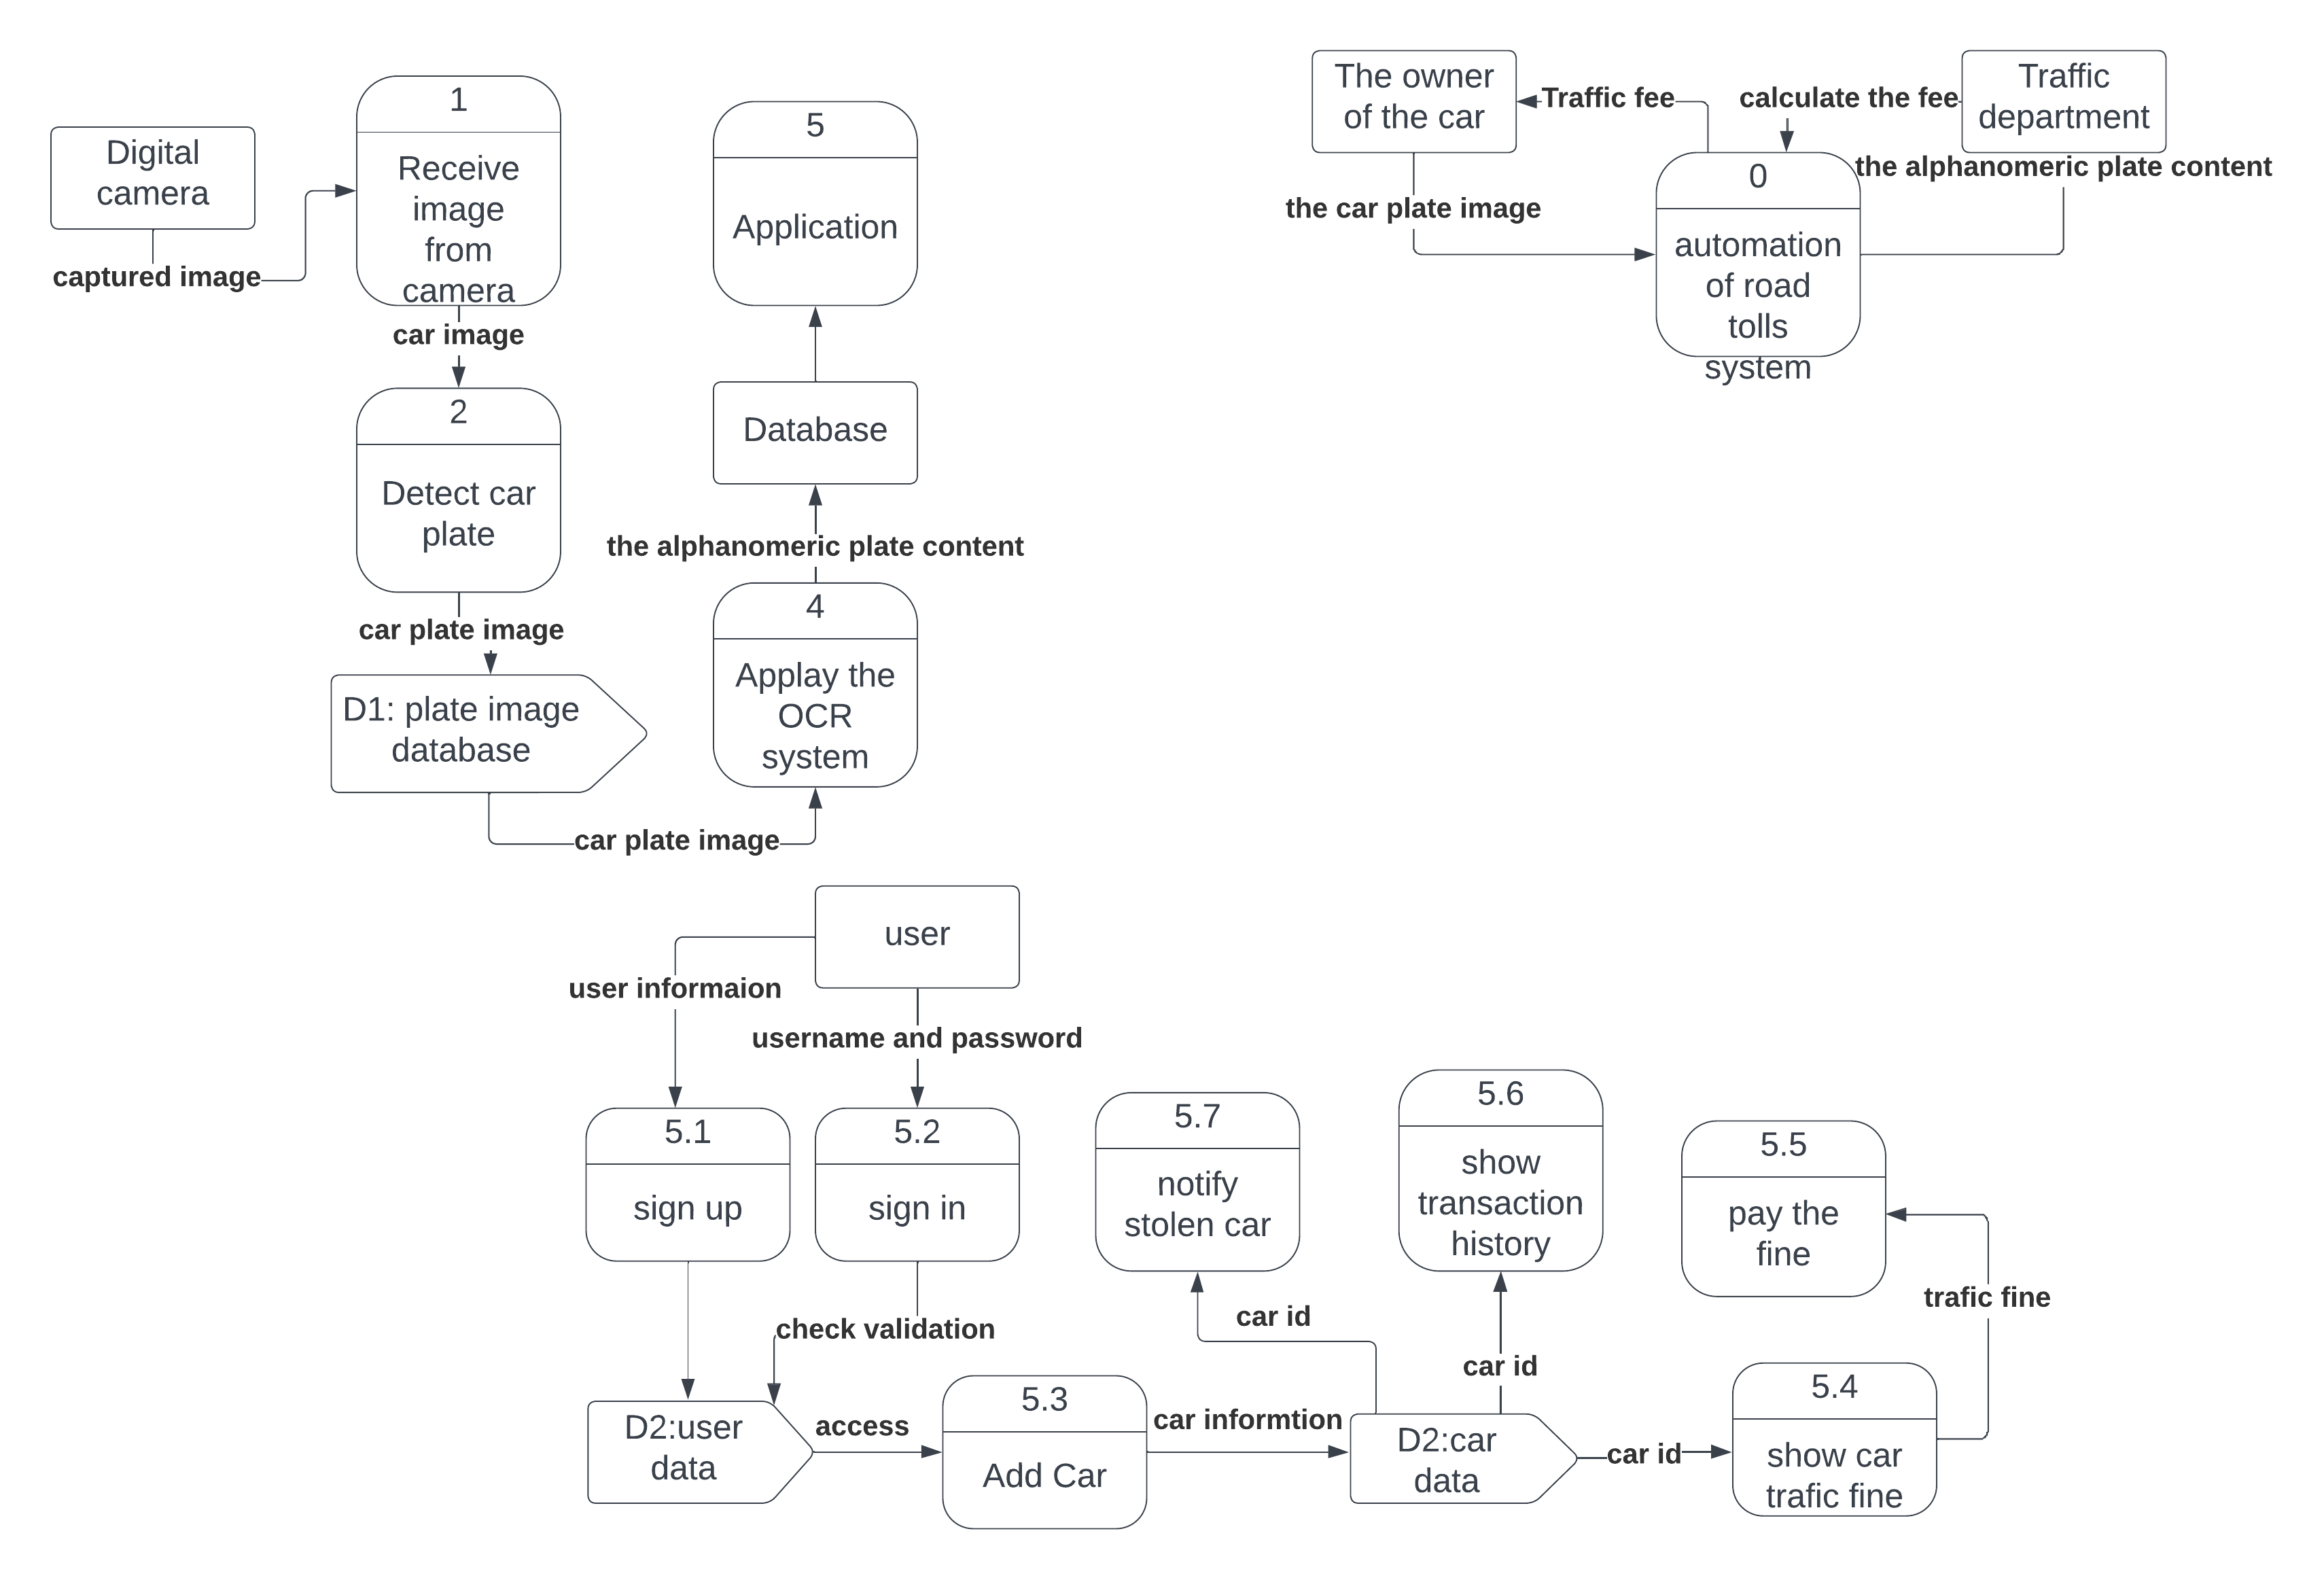 Digital
camera
captured image
1
Receive
image
from
camera
car image
2
Detect car
plate
car plate image
D1: plate image
database
car plate image
4
Applay the
OCR
system
the alphanomeric plate content
Database
5
Application
The owner
of the car
Traffic fee
calculate the fee
Traffic
department
the alphanomeric plate content
the car plate image
0
automation
of road
tolls
system
user
user informaion
username and password
5.1
sign up
5.2
sign in
check validation
D2:user
data
access
5.3
Add Car
car informtion
D2:car
data
car id
5.7
notify
stolen car
car id
5.6
show
transaction
history
car id
5.4
show car
trafic fine
trafic fine
5.5
pay the
fine